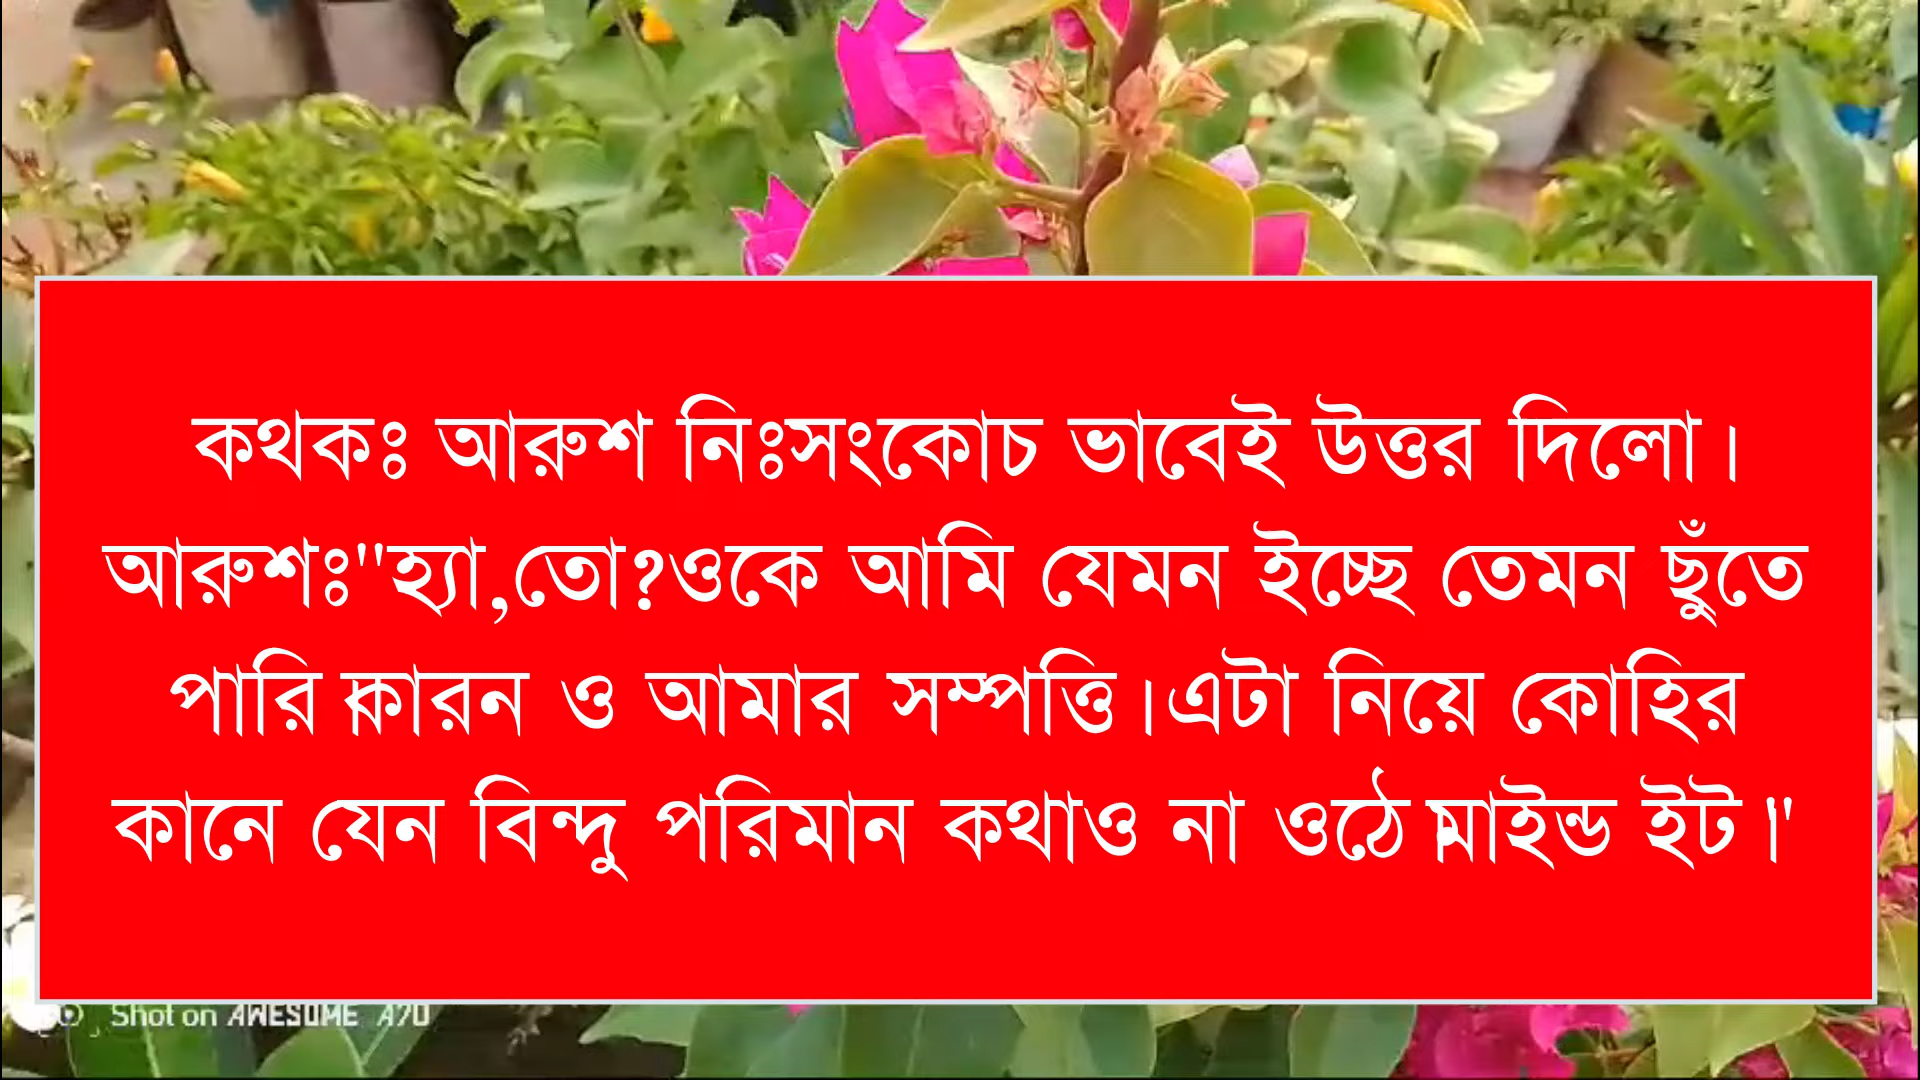 কথকঃ আরুশ নিঃসংকোচ ভাবেই উত্তর দিলো।
আরুশঃ"হ্যা,তো?ওকে আমি যেমন ইচ্ছে তেমন ছুঁতে
পারি।কারন ও আমার সম্পত্তি।এটা নিয়ে কোহির
কানে যেন বিন্দু পরিমান কথাও না ওঠে।মাইন্ড ইট।"
Shot on AWESOME A70